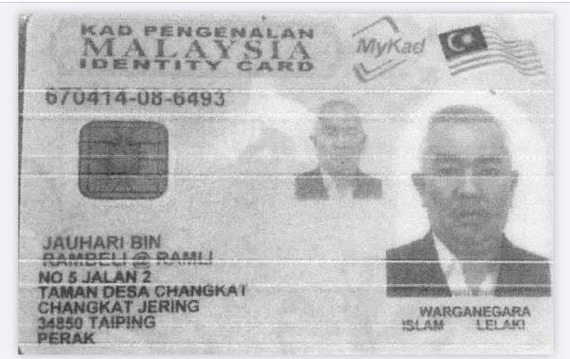 KAD PENGENALAN
MALAYSIA
IDENTITY CARD
MyKad
670414-08-6493
JAUHARI BIN
RAMBELI @ RAMLI
NO 5 JALAN 2
TAMAN DESA CHANGKAT
CHANGKAT JERING
34850 TAIPING
PERAK
WARGANEGARA
ISLAM LELAKI